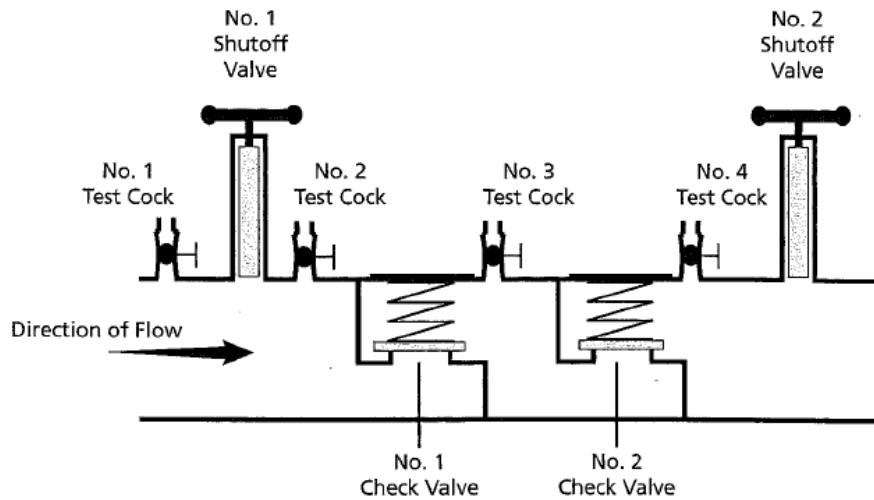 No. 1
Shutoff
Valve
No. 2
Shutoff
Valve
No. 1
Test Cock
No. 2
Test Cock
No. 3
Test Cock
No. 4
Test Cock
Direction of Flow
No. 1
Check Valve
No. 2
Check Valve